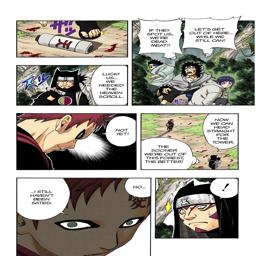 IF THEY
SPOT US,
WE'RE
DEAD
MEAT!!
LET'S GET
OUT OF HERE...
WHILE WE
STILL CAN!!
LUCKY
US...
WE
NEEDED
THE
HEAVEN
SCROLL.
NOW WE
CAN HEAD
STRAIGHT
FOR THE
TOWER.
THE
SOONER
WE'RE OUT OF
THIS FOREST,
THE BETTER!
NOT
YET!
...I STILL
HAVEN'T
BEEN
SATED.
NO...
!